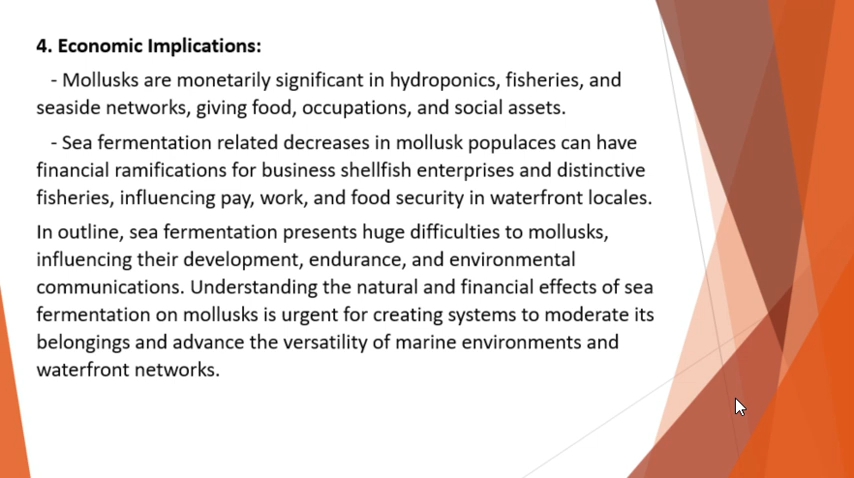 4. Economic Implications:
- Mollusks are monetarily significant in hydroponics, fisheries, and
seaside networks, giving food, occupations, and social assets.
- Sea fermentation related decreases in mollusk populaces can have
financial ramifications for business shellfish enterprises and distinctive
fisheries, influencing pay, work, and food security in waterfront locales.
In outline, sea fermentation presents huge difficulties to mollusks,
influencing their development, endurance, and environmental
communications. Understanding the natural and financial effects of sea
fermentation on mollusks is urgent for creating systems to moderate its
belongings and advance the versatility of marine environments and
waterfront networks.